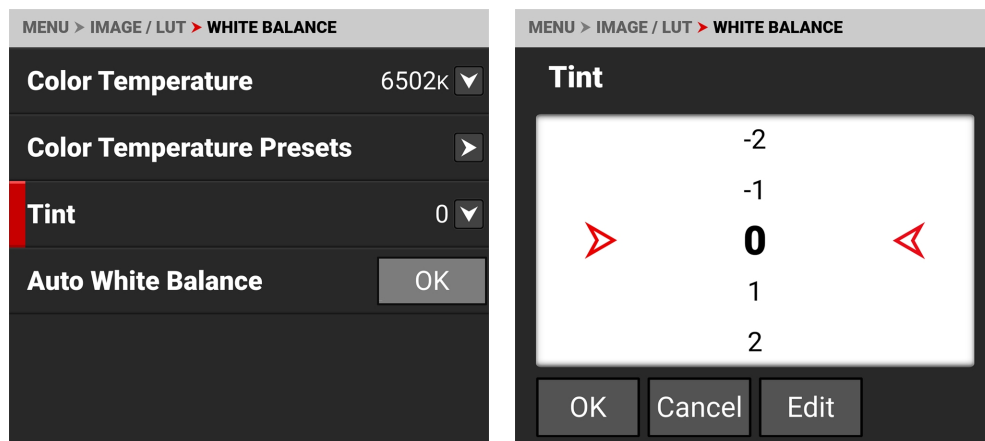 MENU > IMAGE / LUT > WHITE BALANCE
Color Temperature 6502K
Color Temperature Presets
Tint 0
Auto White Balance OK
MENU > IMAGE / LUT > WHITE BALANCE
Tint
-2
-1
0
1
2
OK Cancel Edit